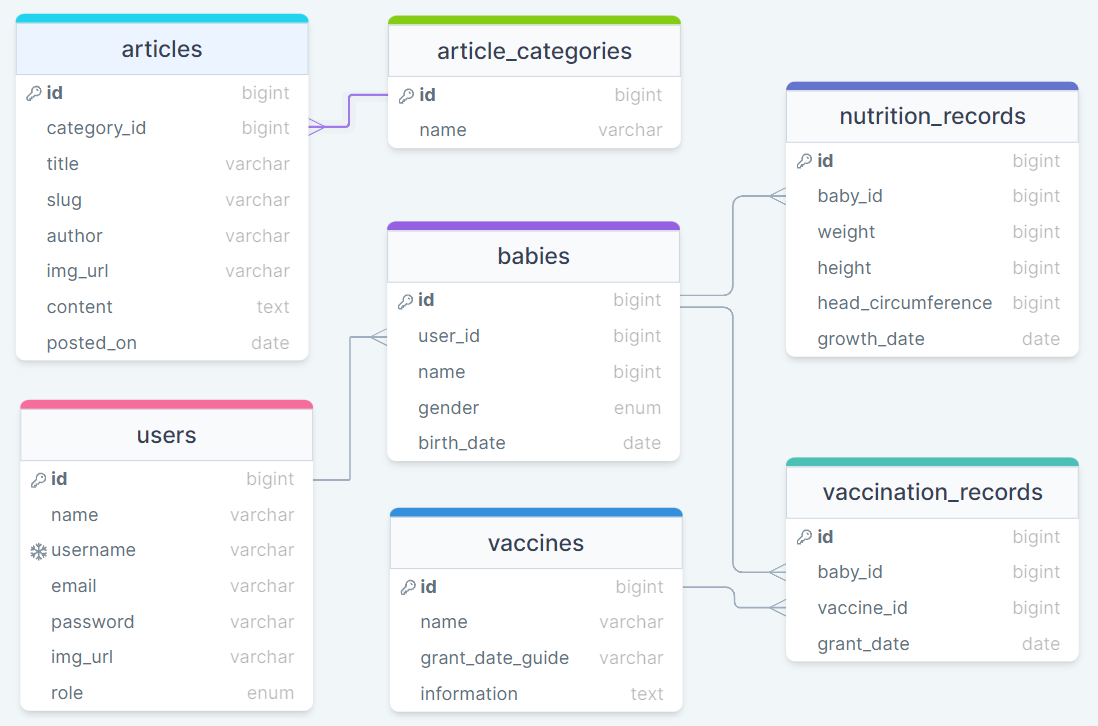 articles
id bigint
category_id bigint
title varchar
slug varchar
author varchar
img_url varchar
content text
posted_on date
article_categories
id bigint
name varchar
nutrition_records
id bigint
baby_id bigint
weight bigint
height bigint
head_circumference bigint
growth_date date
babies
id bigint
user_id bigint
name bigint
gender enum
birth_date date
users
id bigint
name varchar
username varchar
email varchar
password varchar
img_url varchar
role enum
vaccines
id bigint
name varchar
grant_date_guide varchar
information text
vaccination_records
id bigint
baby_id bigint
vaccine_id bigint
grant_date date